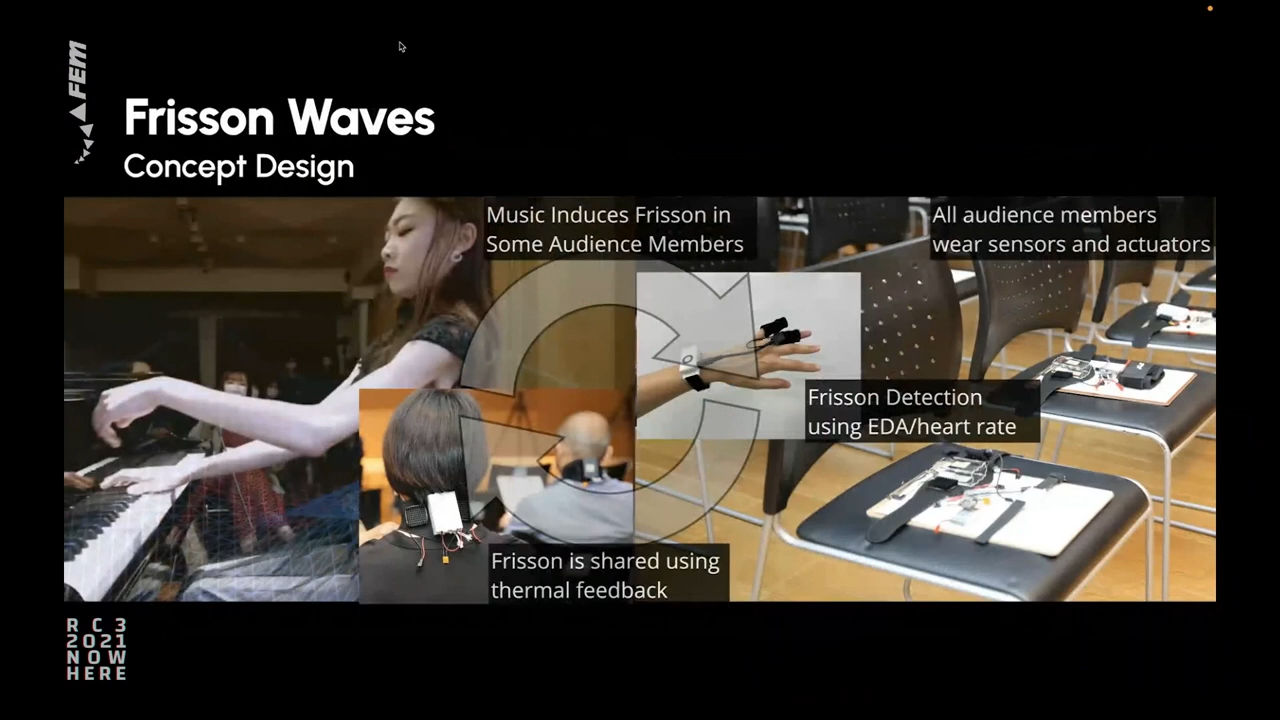 FEM
Frisson Waves
Concept Design
Music Induces Frisson in
Some Audience Members
All audience members
wear sensors and actuators
Frisson Detection
using EDA/heart rate
Frisson is shared using
thermal feedback
RC3
2021
NOW
HERE